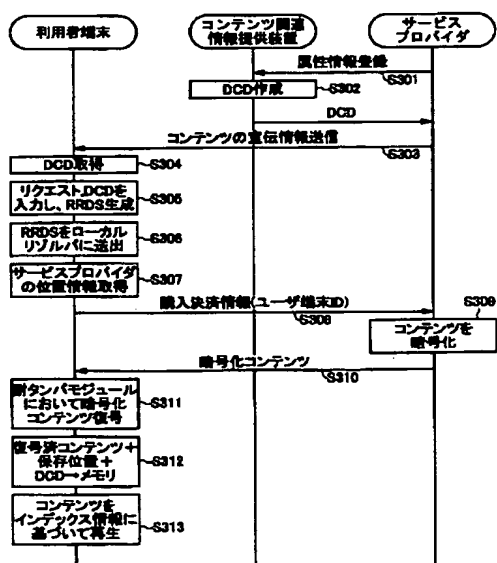 利用者端末
コンテンツ関連
情報提供装置
サービス
プロバイダ
属性情報登録
S301
DCD作成
S302
DCD
コンテンツの宣伝情報送信
S303
DCD取得
S304
リクエスト,DCDを
入力し、RRDS生成
S305
RRDSをローカル
リゾルバに送出
S306
サービスプロバイダ
の位置情報取得
S307
購入決済情報(ユーザ端末ID)
S308
S309
コンテンツを
暗号化
暗号化コンテンツ
S310
耐タンパモジュール
において暗号化
コンテンツ復号
S311
復号済コンテンツ+
保存位置+
DCD→メモリ
S312
コンテンツを
インデックス情報に
基づいて再生
S313